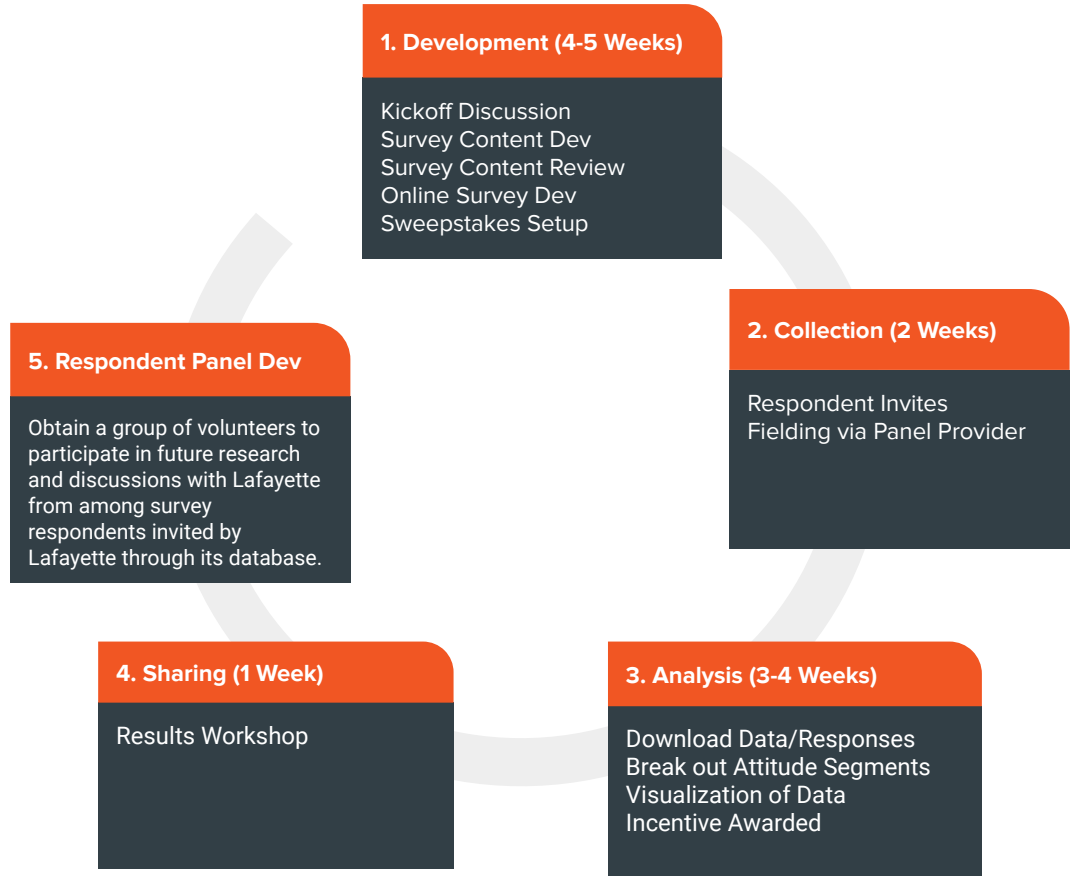 1. Development (4-5 Weeks)
Kickoff Discussion
Survey Content Dev
Survey Content Review
Online Survey Dev
Sweepstakes Setup
2. Collection (2 Weeks)
Respondent Invites
Fielding via Panel Provider
3. Analysis (3-4 Weeks)
Download Data/Responses
Break out Attitude Segments
Visualization of Data
Incentive Awarded
4. Sharing (1 Week)
Results Workshop
5. Respondent Panel Dev
Obtain a group of volunteers to
participate in future research
and discussions with Lafayette
from among survey
respondents invited by
Lafayette through its database.